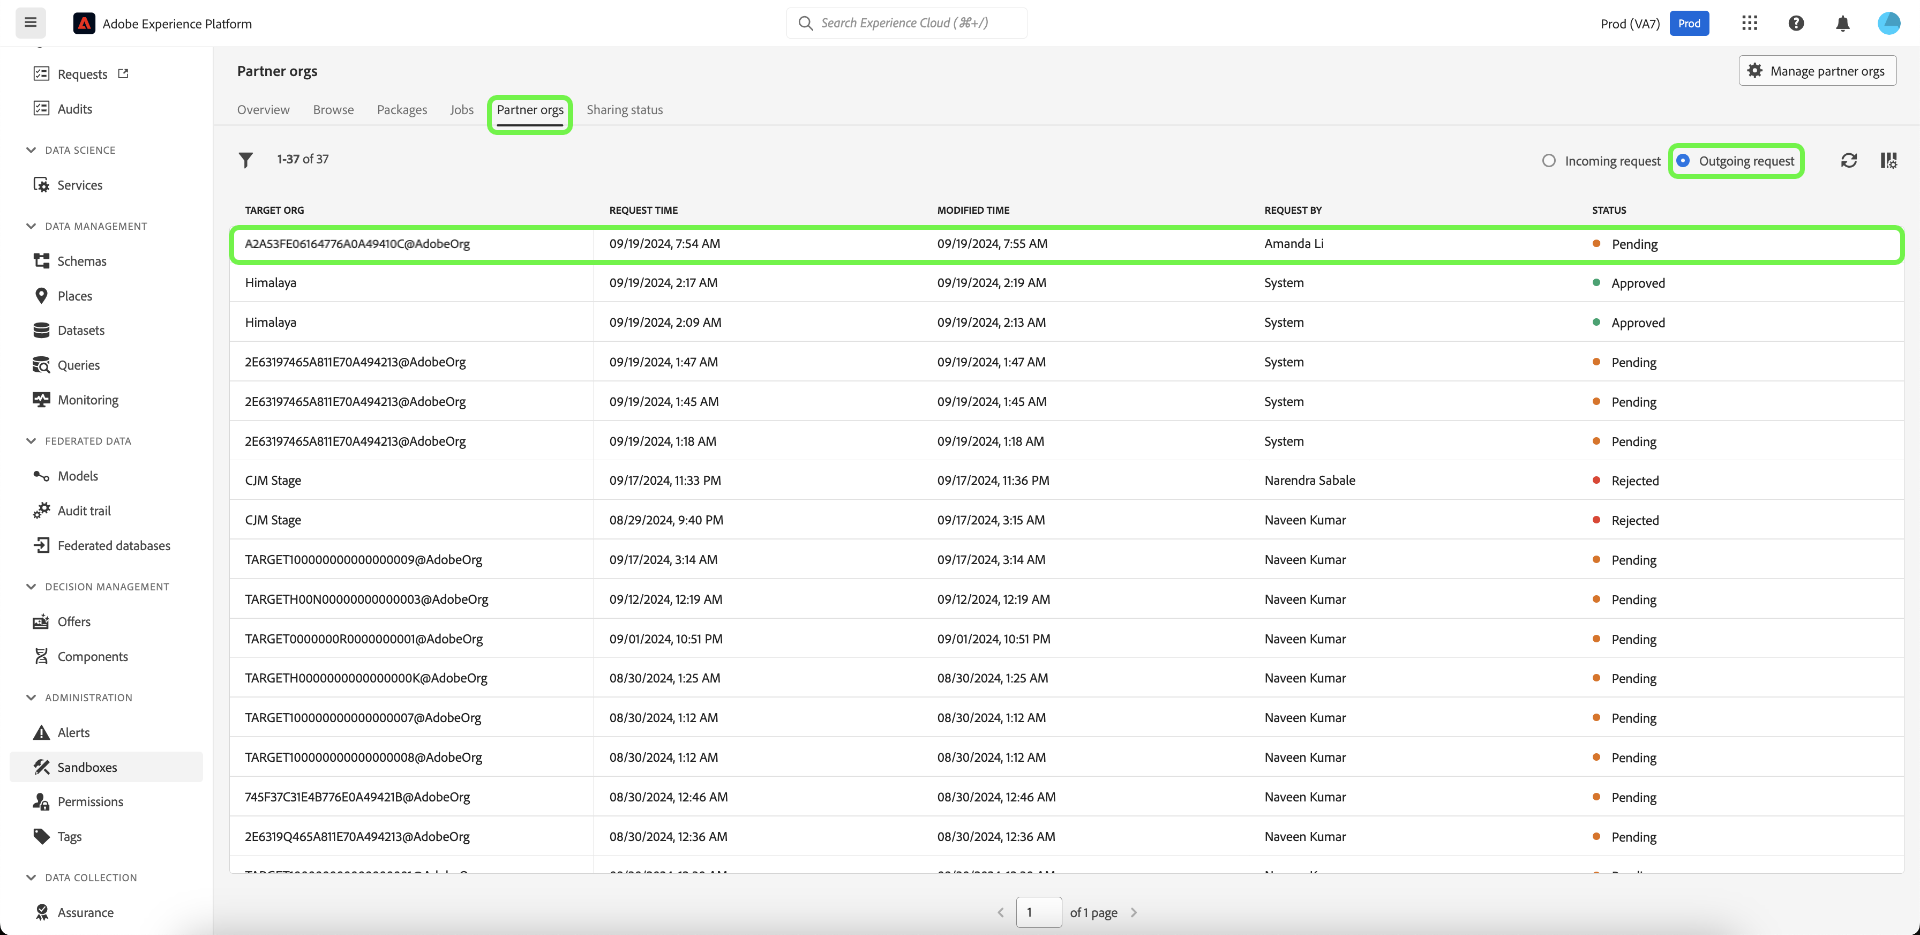 Adobe Experience Platform
Search Experience Cloud (⌘+/)
Prod (VA7)
Prod
Requests
Audits
DATA SCIENCE
Services
DATA MANAGEMENT
Schemas
Places
Datasets
Queries
Monitoring
FEDERATED DATA
Models
Audit trail
Federated databases
DECISION MANAGEMENT
Offers
Components
ADMINISTRATION
Alerts
Sandboxes
Permissions
Tags
DATA COLLECTION
Assurance
Partner orgs
Manage partner orgs
Overview Browse Packages Jobs Partner orgs Sharing status
1-37 of 37
Incoming request Outgoing request
TARGET ORG REQUEST TIME MODIFIED TIME REQUEST BY STATUS
A2A53FE06164776A0A49410C@AdobeOrg 09/19/2024, 7:54 AM 09/19/2024, 7:55 AM Amanda Li Pending
Himalaya 09/19/2024, 2:17 AM 09/19/2024, 2:19 AM System Approved
Himalaya 09/19/2024, 2:09 AM 09/19/2024, 2:13 AM System Approved
2E63197465A811E70A494213@AdobeOrg 09/19/2024, 1:47 AM 09/19/2024, 1:47 AM System Pending
2E63197465A811E70A494213@AdobeOrg 09/19/2024, 1:45 AM 09/19/2024, 1:45 AM System Pending
2E63197465A811E70A494213@AdobeOrg 09/19/2024, 1:18 AM 09/19/2024, 1:18 AM System Pending
CJM Stage 09/17/2024, 11:33 PM 09/17/2024, 11:36 PM Narendra Sabale Rejected
CJM Stage 08/29/2024, 9:40 PM 09/17/2024, 3:15 AM Naveen Kumar Rejected
TARGET100000000000000009@AdobeOrg 09/17/2024, 3:14 AM 09/17/2024, 3:14 AM Naveen Kumar Pending
TARGETH00N00000000000003@AdobeOrg 09/12/2024, 12:19 AM 09/12/2024, 12:19 AM Naveen Kumar Pending
TARGET0000000R0000000001@AdobeOrg 09/01/2024, 10:51 PM 09/01/2024, 10:51 PM Naveen Kumar Pending
TARGETH0000000000000000K@AdobeOrg 08/30/2024, 1:25 AM 08/30/2024, 1:25 AM Naveen Kumar Pending
TARGET100000000000000007@AdobeOrg 08/30/2024, 1:12 AM 08/30/2024, 1:12 AM Naveen Kumar Pending
TARGET100000000000000008@AdobeOrg 08/30/2024, 1:12 AM 08/30/2024, 1:12 AM Naveen Kumar Pending
745F37C31E4B776E0A49421B@AdobeOrg 08/30/2024, 12:46 AM 08/30/2024, 12:46 AM Naveen Kumar Pending
2E6319Q465A811E70A494213@AdobeOrg 08/30/2024, 12:36 AM 08/30/2024, 12:36 AM Naveen Kumar Pending
1 of 1 page